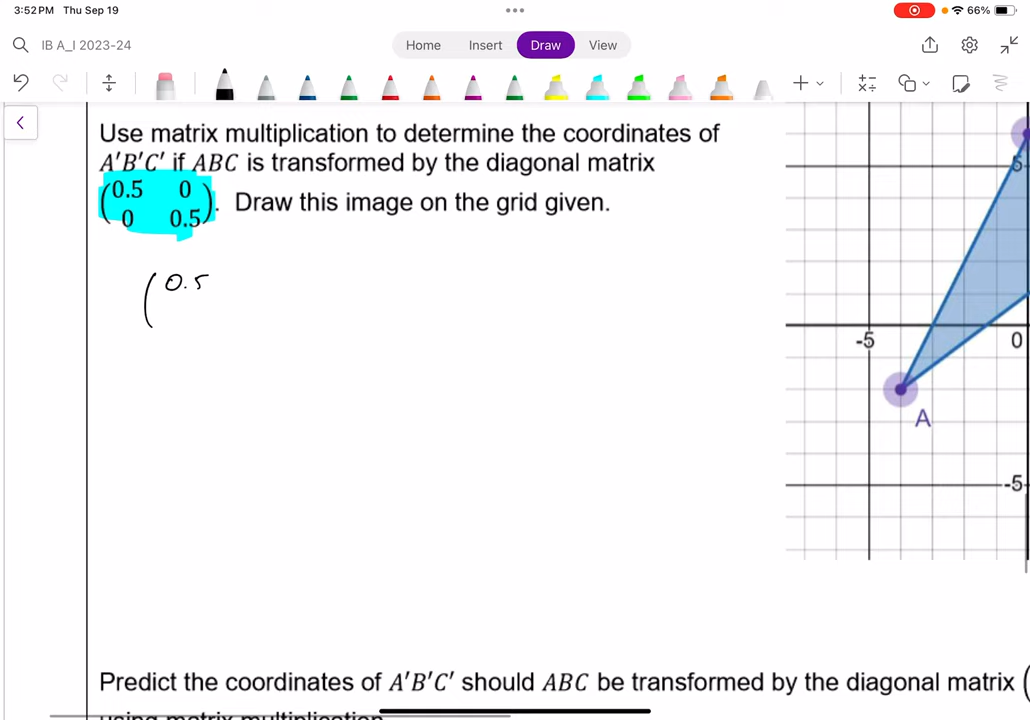 3:52 PM Thu Sep 19
66%
IB A_I 2023-24
Home Insert Draw View
Use matrix multiplication to determine the coordinates of
A′B′C′ if ABC is transformed by the diagonal matrix
(0.5 0
0 0.5). Draw this image on the grid given.
(0.5
5
-5 0
A
-5
Predict the coordinates of A′B′C′ should ABC be transformed by the diagonal matrix (
using matrix multiplication